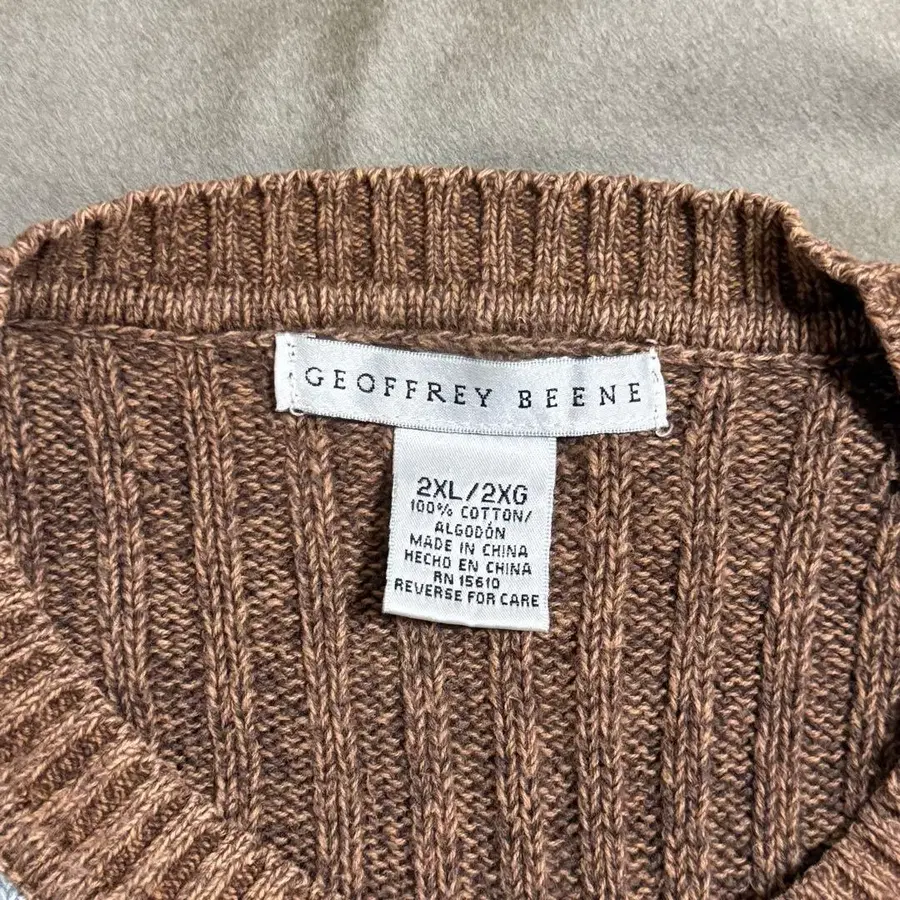 GEOFFREY BEENE
2XL/2XG
100% COTTON/
ALGODÓN
MADE IN CHINA
HECHO EN CHINA
RN 15610
REVERSE FOR CARE